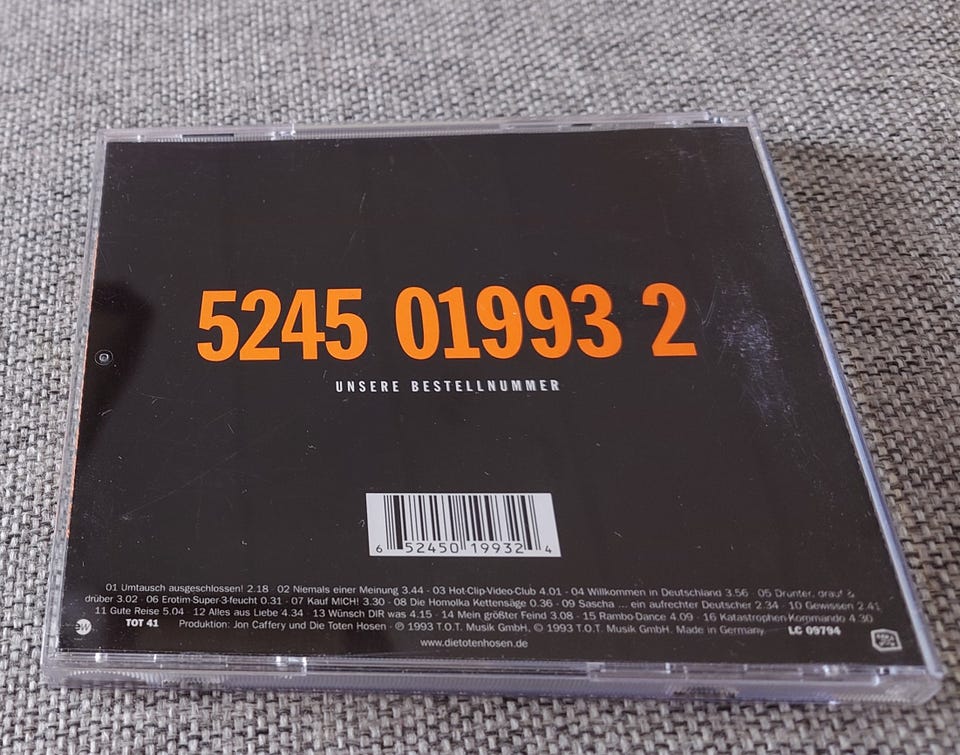 5245 01993 2
UNSERE BESTELLNUMMER
6 52450 19932 4
01 Umtausch ausgeschlossen! 2.18 · 02 Niemals einer Meinung 3.44 · 03 Hot-Clip-Video-Club 4.01 · 04 Willkommen in Deutschland 3.56 · 05 Drunter, drauf &
drüber 3.02 · 06 Erotim-Super-3-feucht 0.31 · 07 Kauf MICH! 3.30 · 08 Die Homolka Kettensäge 0.36 · 09 Sascha ... ein aufrechter Deutscher 2.34 · 10 Gewissen 2.41
11 Gute Reise 5.04 · 12 Alles aus Liebe 4.34 · 13 Wünsch DIR was 4.15 · 14 Mein größter Feind 3.08 · 15 Rambo-Dance 4.09 · 16 Katastrophen-Kommando 4.30
TOT 41 Produktion: Jon Caffery und Die Toten Hosen · ℗ 1993 T.O.T. Musik GmbH, © 1993 T.O.T. Musik GmbH. Made in Germany LC 09794
www.dietotenhosen.de